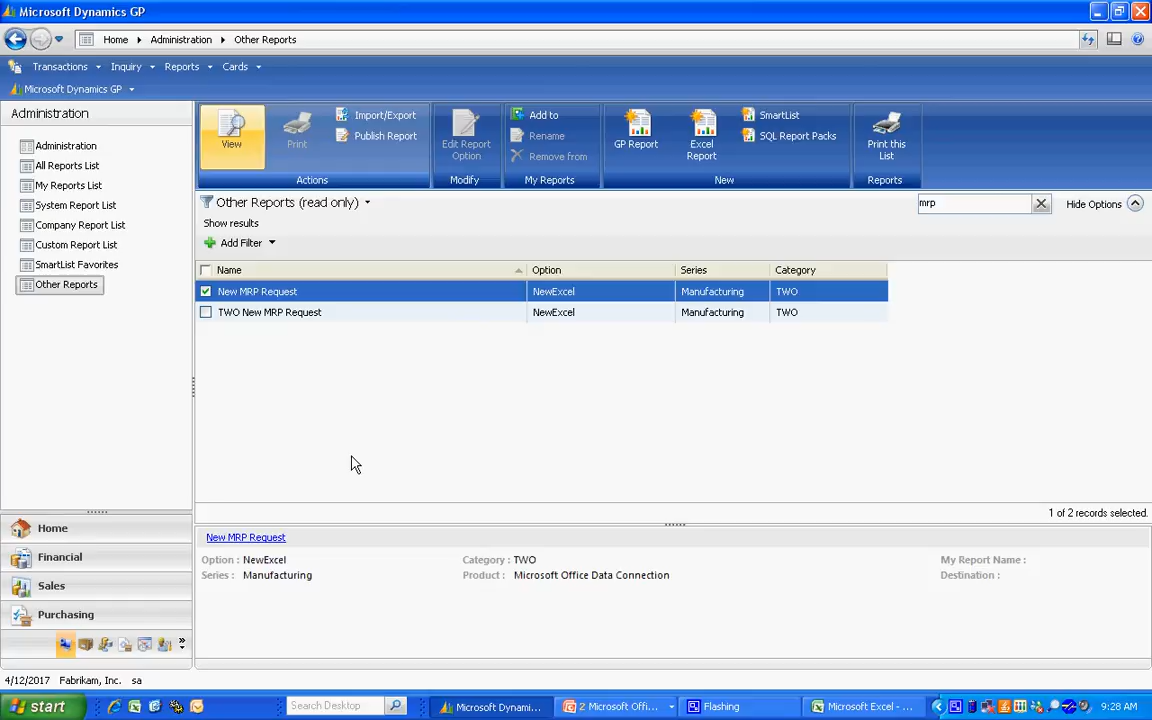 Microsoft Dynamics GP
Home Administration Other Reports
Transactions Inquiry Reports Cards
Microsoft Dynamics GP
Administration
Administration
All Reports List
My Reports List
System Report List
Company Report List
Custom Report List
SmartList Favorites
Other Reports
View
Print
Import/Export
Publish Report
Actions
Edit Report Option
Modify
Add to
Rename
Remove from
My Reports
GP Report
Excel Report
SmartList
SQL Report Packs
New
Print this List
Reports
Other Reports (read only)
mrp
Hide Options
Show results
Add Filter
Name Option Series Category
New MRP Request NewExcel Manufacturing TWO
TWO New MRP Request NewExcel Manufacturing TWO
1 of 2 records selected.
New MRP Request
Option : NewExcel Category : TWO My Report Name :
Series : Manufacturing Product : Microsoft Office Data Connection Destination :
Home
Financial
Sales
Purchasing
4/12/2017 Fabrikam, Inc. sa
start
Search Desktop
Microsoft Dynami...
2 Microsoft Offi...
Flashing
Microsoft Excel - ...
9:28 AM